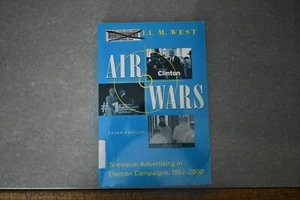 LL M. WEST
AIR
Clinton
#1
WARS
THIRD EDITION
Television Advertising in
Election Campaigns, 1952-2000